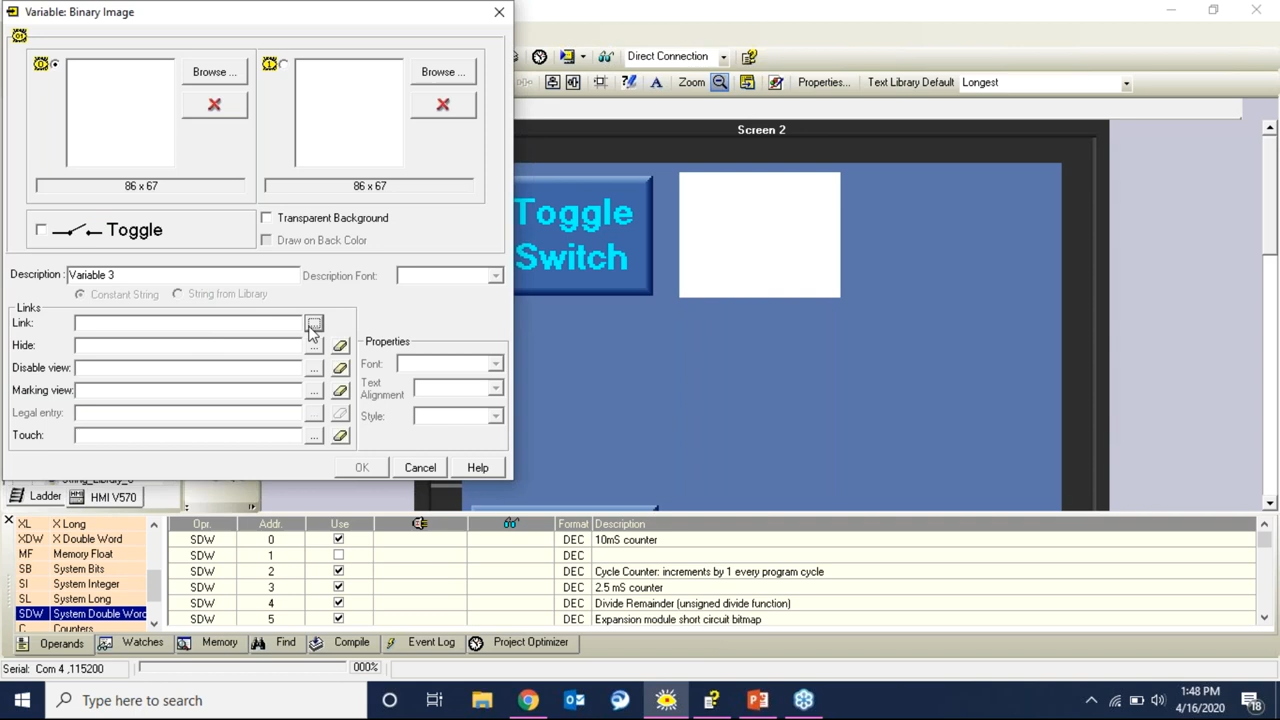 Variable: Binary Image
Direct Connection
Browse ...
Browse ...
Zoom
Properties...
Text Library Default
Longest
Screen 2
86 x 67
86 x 67
Toggle
Transparent Background
Draw on Back Color
Toggle
Switch
Description :
Variable 3
Description Font:
Constant String
String from Library
Links
Link:
Hide:
Disable view:
Marking view:
Legal entry:
Touch:
Properties
Font:
Text
Alignment
Style:
OK
Cancel
Help
Ladder
HMI V570
XL X Long
XDW X Double Word
MF Memory Float
SB System Bits
SI System Integer
SL System Long
SDW System Double Word
C Counters
Opr. Addr. Use Format Description
SDW 0 DEC 10mS counter
SDW 1 DEC
SDW 2 DEC Cycle Counter: increments by 1 every program cycle
SDW 3 DEC 2.5 mS counter
SDW 4 DEC Divide Remainder (unsigned divide function)
SDW 5 DEC Expansion module short circuit bitmap
Operands
Watches
Memory
Find
Compile
Event Log
Project Optimizer
Serial: Com 4 ,115200
000%
Type here to search
1:48 PM
4/16/2020
18